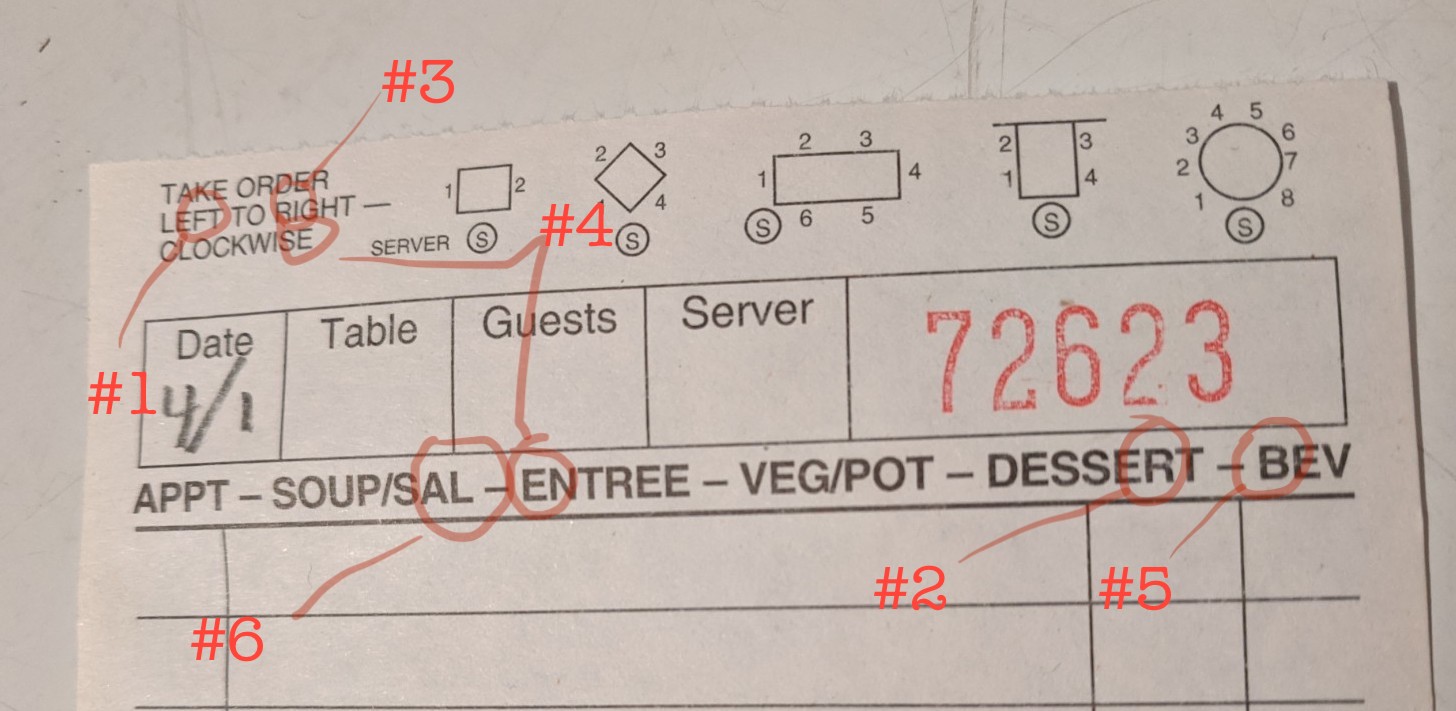 #3
TAKE ORDER
LEFT TO RIGHT —
CLOCKWISE
SERVER
1 2 S
2 3 4 S
#4
1 2 3 4 5 6 S
2 3 1 4 S
1 2 3 4 5 6 7 8 S
Date Table Guests Server 72623
#1 4/1
APPT – SOUP/SAL – ENTREE – VEG/POT – DESSERT – BEV
#2 #5
#6